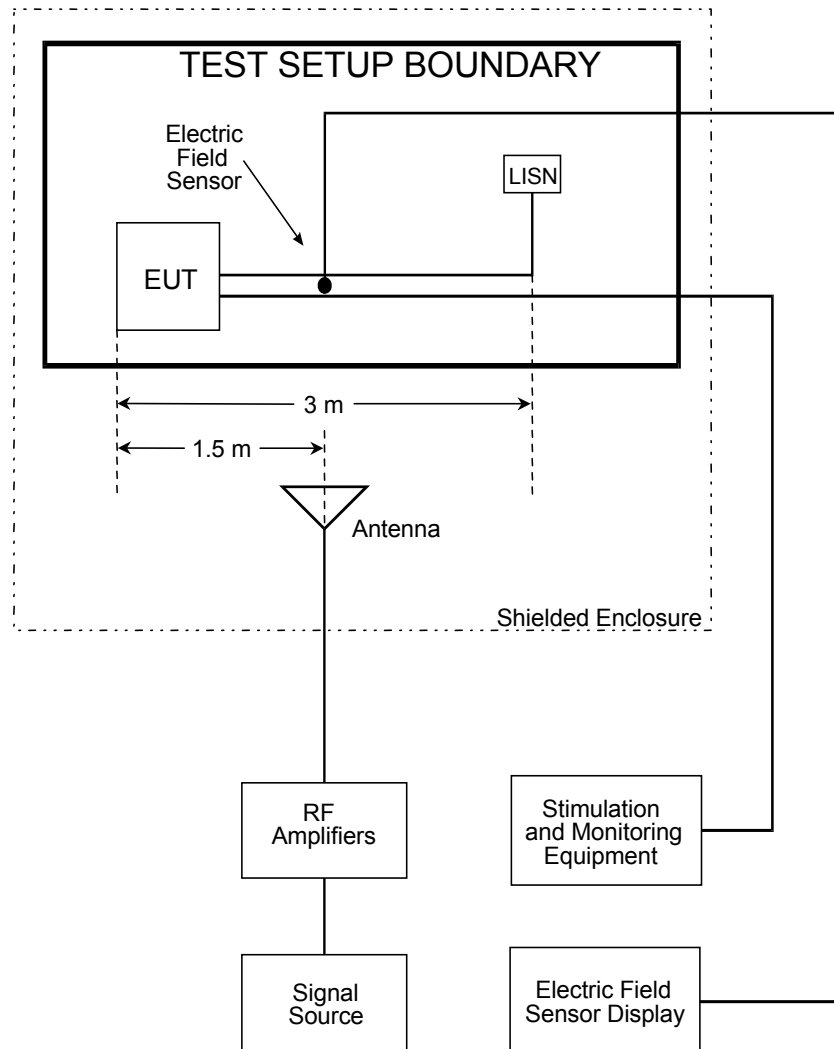 TEST SETUP BOUNDARY
Electric
Field
Sensor
LISN
EUT
3 m
1.5 m
Antenna
Shielded Enclosure
RF
Amplifiers
Stimulation
and Monitoring
Equipment
Signal
Source
Electric Field
Sensor Display